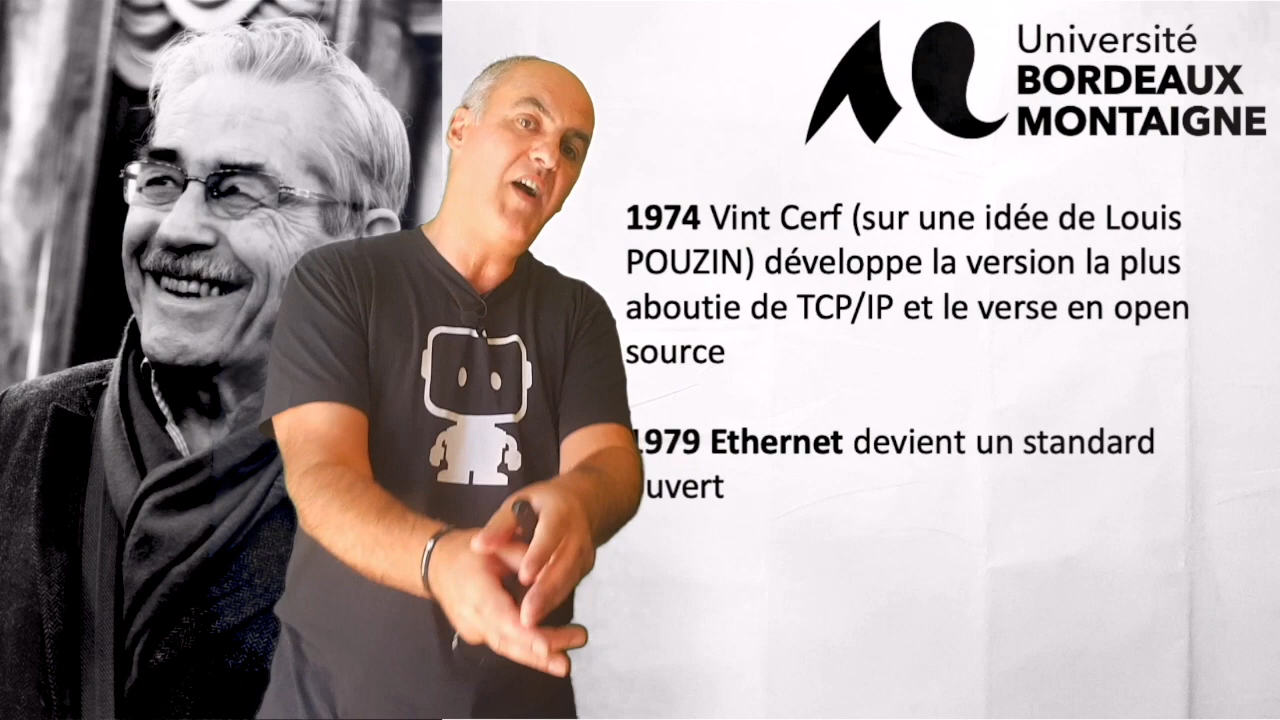 Université
BORDEAUX
MONTAIGNE
1974 Vint Cerf (sur une idée de Louis
POUZIN) développe la version la plus
aboutie de TCP/IP et le verse en open
source
1979 Ethernet devient un standard
uvert